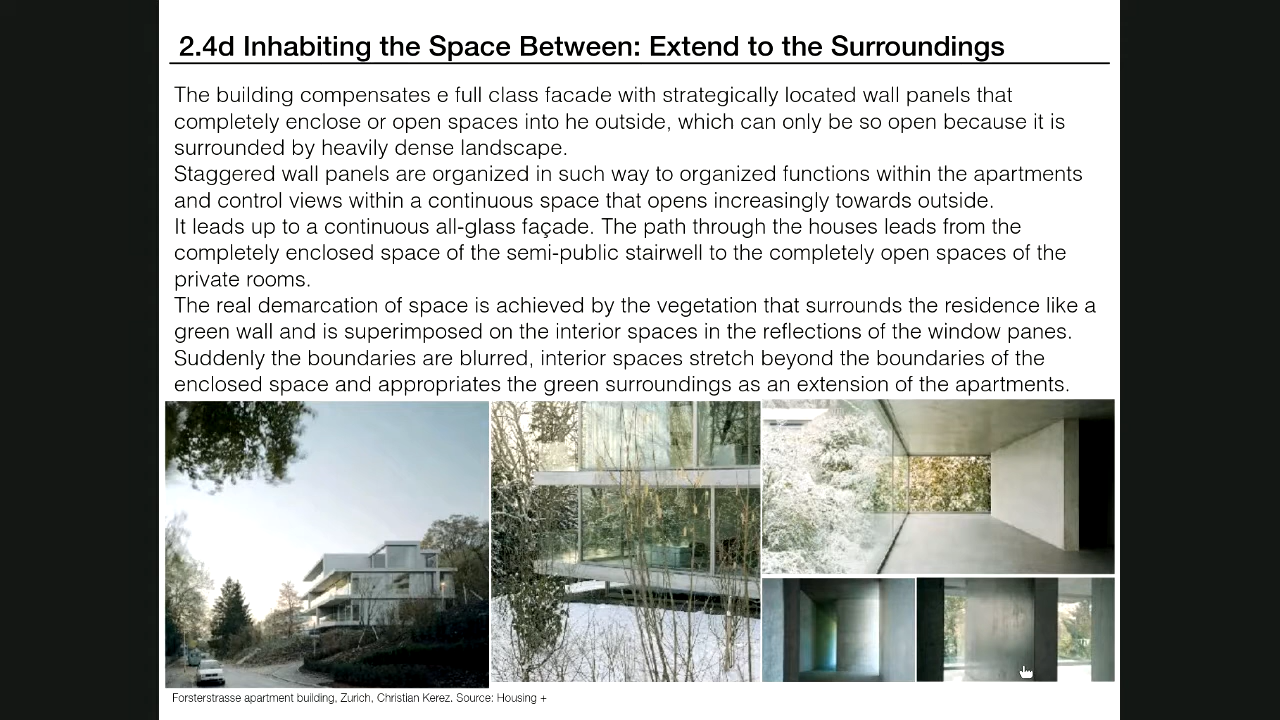 2.4d Inhabiting the Space Between: Extend to the Surroundings
The building compensates e full class facade with strategically located wall panels that
completely enclose or open spaces into he outside, which can only be so open because it is
surrounded by heavily dense landscape.
Staggered wall panels are organized in such way to organized functions within the apartments
and control views within a continuous space that opens increasingly towards outside.
It leads up to a continuous all-glass façade. The path through the houses leads from the
completely enclosed space of the semi-public stairwell to the completely open spaces of the
private rooms.
The real demarcation of space is achieved by the vegetation that surrounds the residence like a
green wall and is superimposed on the interior spaces in the reflections of the window panes.
Suddenly the boundaries are blurred, interior spaces stretch beyond the boundaries of the
enclosed space and appropriates the green surroundings as an extension of the apartments.
Forsterstrasse apartment building, Zurich, Christian Kerez. Source: Housing +